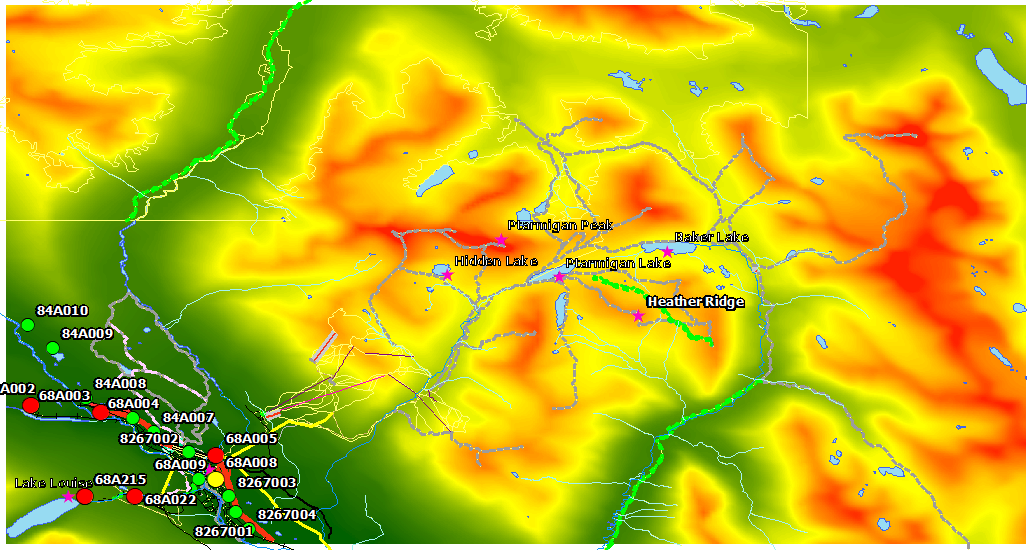 Ptarmigan Peak
Baker Lake
Hidden Lake
Ptarmigan Lake
Heather Ridge
84A010
84A009
84A008
A002
68A003
68A004
84A007
8267002
68A005
68A009
68A008
Lake Louise
68A215
8267003
68A022
8267004
8267001